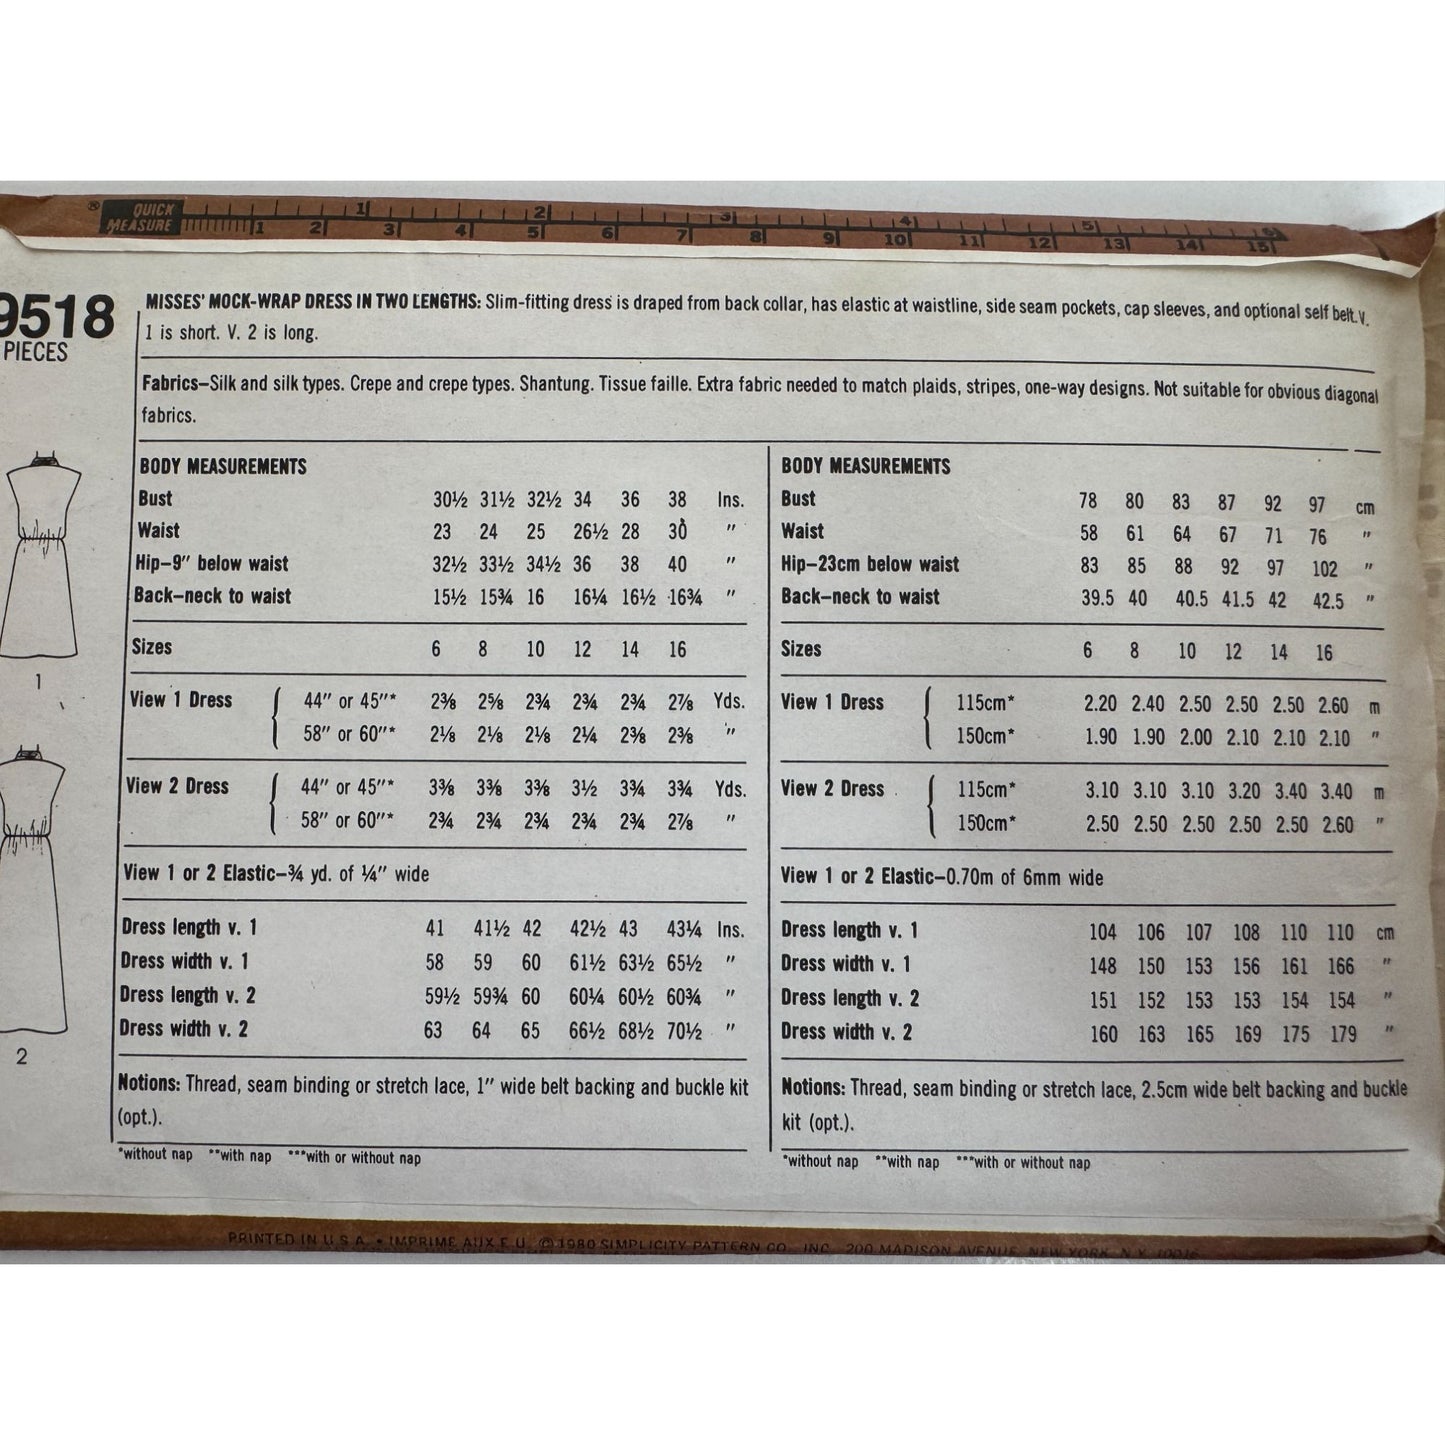 ® QUICK
MEASURE
1 2 3 4 5 6
1 2 3 4 5 6 7 8 9 10 11 12 13 14 15
9518
PIECES
MISSES' MOCK-WRAP DRESS IN TWO LENGTHS: Slim-fitting dress is draped from back collar, has elastic at waistline, side seam pockets, cap sleeves, and optional self belt. V.
1 is short. V. 2 is long.
Fabrics—Silk and silk types. Crepe and crepe types. Shantung. Tissue faille. Extra fabric needed to match plaids, stripes, one-way designs. Not suitable for obvious diagonal
fabrics.
BODY MEASUREMENTS
Bust 30½ 31½ 32½ 34 36 38 Ins.
Waist 23 24 25 26½ 28 30 "
Hip—9" below waist 32½ 33½ 34½ 36 38 40 "
Back—neck to waist 15½ 15¾ 16 16¼ 16½ 16¾ "
Sizes 6 8 10 12 14 16
View 1 Dress 44" or 45"* 2⅜ 2⅝ 2¾ 2¾ 2¾ 2⅞ Yds.
58" or 60"* 2⅛ 2⅛ 2⅛ 2¼ 2⅜ 2⅜ "
View 2 Dress 44" or 45"* 3⅜ 3⅜ 3⅜ 3½ 3¾ 3¾ Yds.
58" or 60"* 2¾ 2¾ 2¾ 2¾ 2¾ 2⅞ "
View 1 or 2 Elastic—¾ yd. of ¼" wide
Dress length v. 1 41 41½ 42 42½ 43 43¼ Ins.
Dress width v. 1 58 59 60 61½ 63½ 65½ "
Dress length v. 2 59½ 59¾ 60 60¼ 60½ 60¾ "
Dress width v. 2 63 64 65 66½ 68½ 70½ "
Notions: Thread, seam binding or stretch lace, 1" wide belt backing and buckle kit
(opt.).
*without nap **with nap ***with or without nap
BODY MEASUREMENTS
Bust 78 80 83 87 92 97 cm
Waist 58 61 64 67 71 76 "
Hip—23cm below waist 83 85 88 92 97 102 "
Back—neck to waist 39.5 40 40.5 41.5 42 42.5 "
Sizes 6 8 10 12 14 16
View 1 Dress 115cm* 2.20 2.40 2.50 2.50 2.50 2.60 m
150cm* 1.90 1.90 2.00 2.10 2.10 2.10 "
View 2 Dress 115cm* 3.10 3.10 3.10 3.20 3.40 3.40 m
150cm* 2.50 2.50 2.50 2.50 2.50 2.60 "
View 1 or 2 Elastic—0.70m of 6mm wide
Dress length v. 1 104 106 107 108 110 110 cm
Dress width v. 1 148 150 153 156 161 166 "
Dress length v. 2 151 152 153 153 154 154 "
Dress width v. 2 160 163 165 169 175 179 "
Notions: Thread, seam binding or stretch lace, 2.5cm wide belt backing and buckle
kit (opt.).
*without nap **with nap ***with or without nap
1
2
PRINTED IN U.S.A. • IMPRIME AUX E.U. © 1980 SIMPLICITY PATTERN CO. INC. 200 MADISON AVENUE, NEW YORK, N.Y. 10016